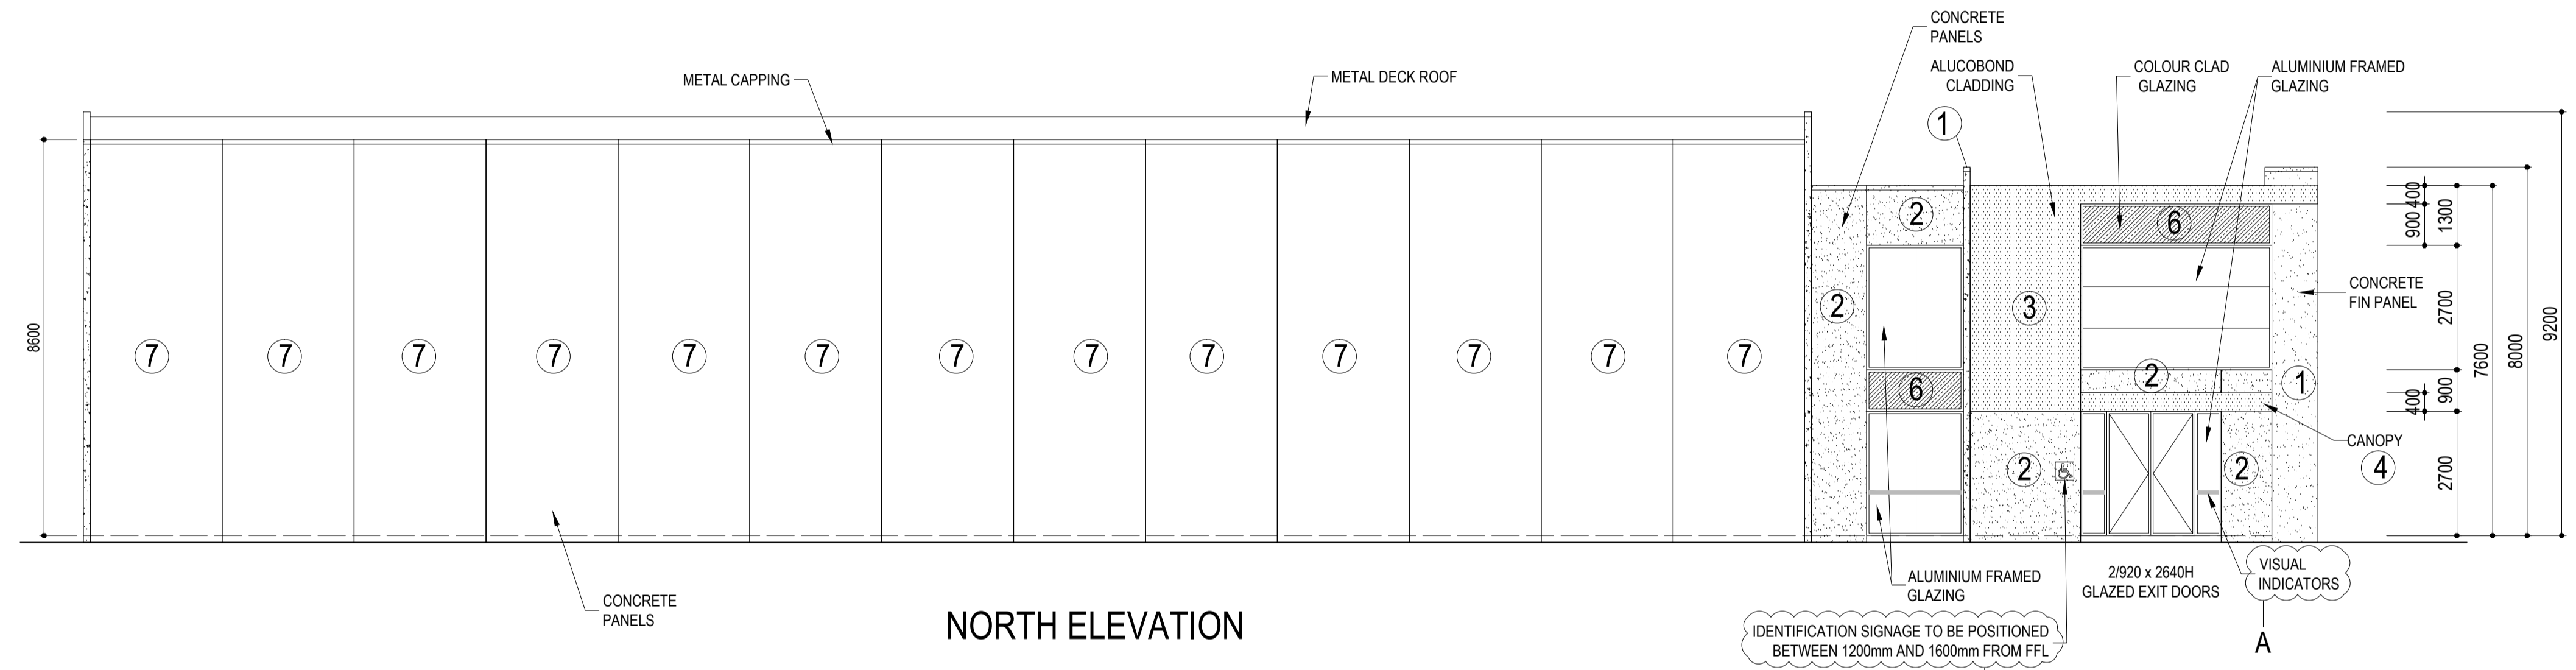 CONCRETE
PANELS
METAL CAPPING
METAL DECK ROOF
ALUCOBOND
CLADDING
COLOUR CLAD
GLAZING
ALUMINIUM FRAMED
GLAZING
1
8600
7
7
7
7
7
7
7
7
7
7
7
7
7
2
2
6
3
6
2
1
2
2
CONCRETE
FIN PANEL
CANOPY
4
400
900
1300
2700
900
400
2700
7600
8000
9200
CONCRETE
PANELS
ALUMINIUM FRAMED
GLAZING
2/920 x 2640H
GLAZED EXIT DOORS
VISUAL
INDICATORS
A
IDENTIFICATION SIGNAGE TO BE POSITIONED
BETWEEN 1200mm AND 1600mm FROM FFL
NORTH ELEVATION